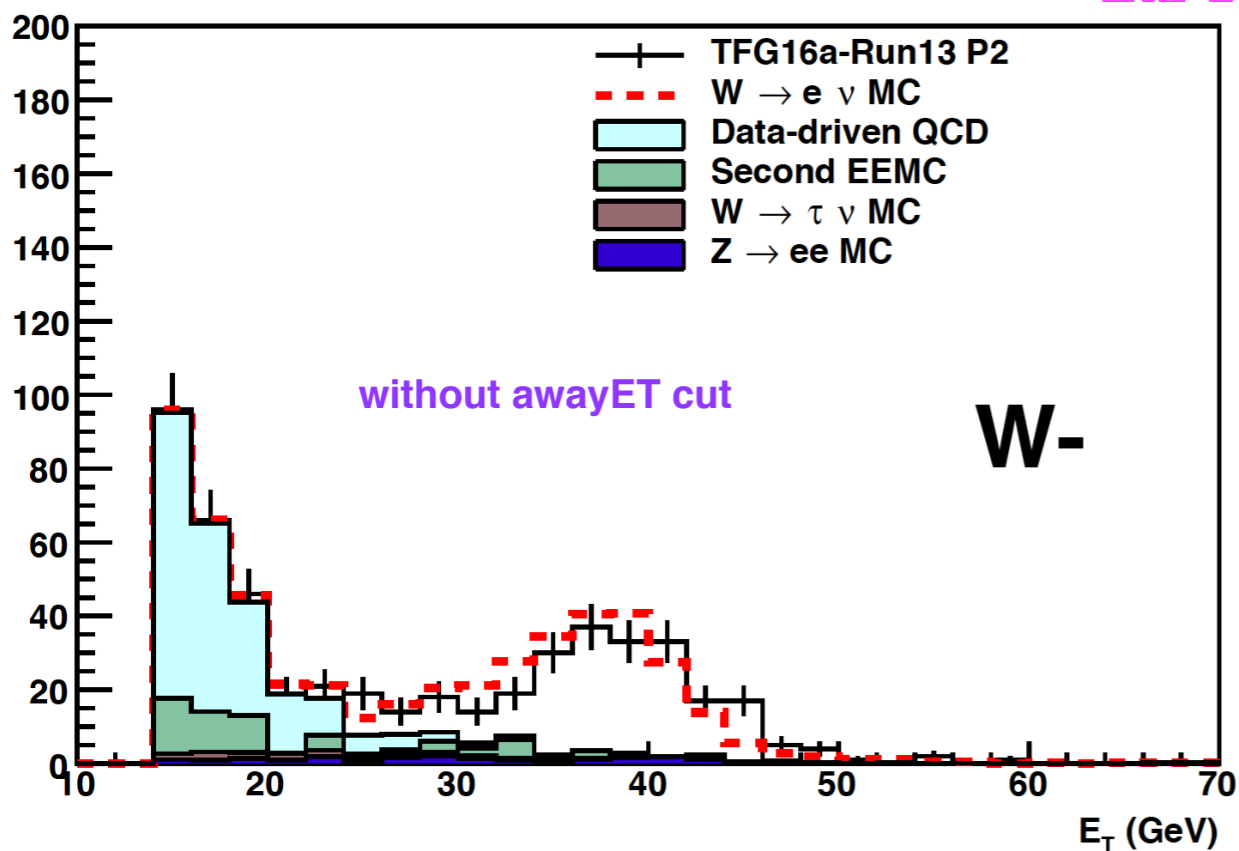 200
180
160
140
120
100
80
60
40
20
0
TFG16a-Run13 P2
W → e ν MC
Data-driven QCD
Second EEMC
W → τ ν MC
Z → ee MC
without awayET cut
W-
10 20 30 40 50 60 70
E_T (GeV)